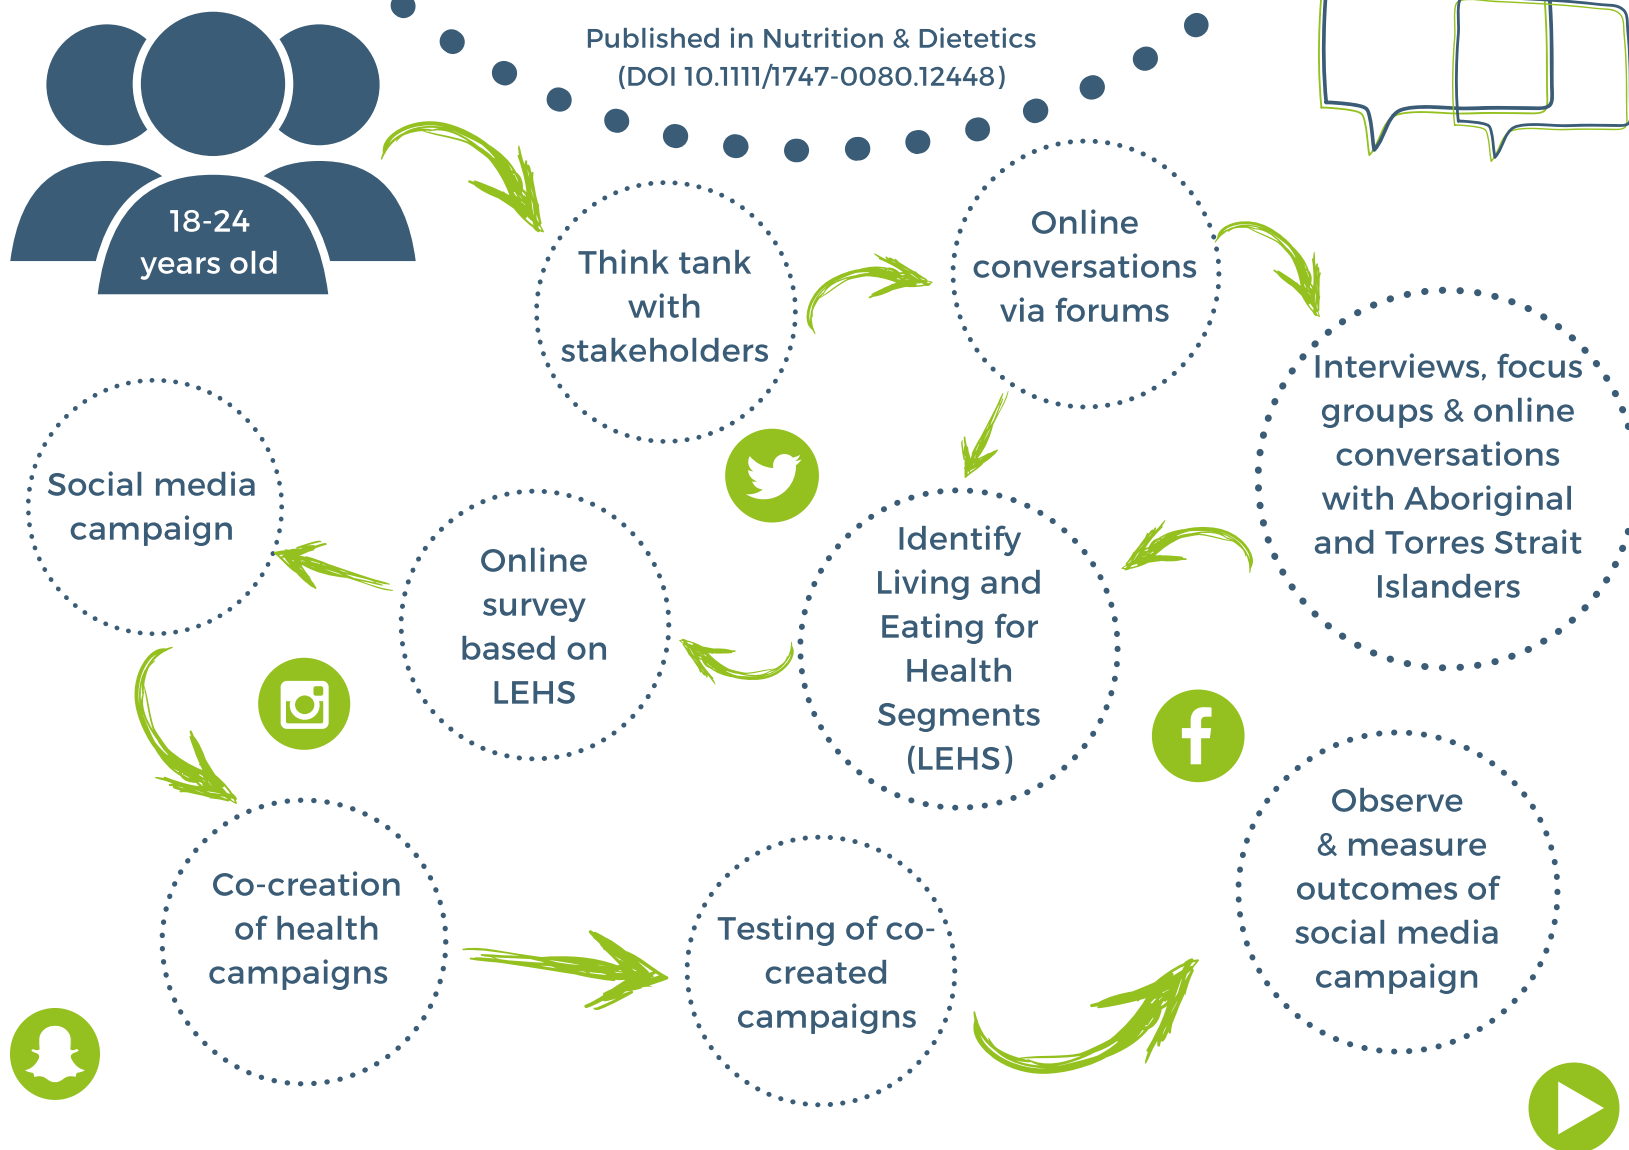 Published in Nutrition & Dietetics
(DOI 10.1111/1747-0080.12448)
18-24
years old
Think tank
with
stakeholders
Online
conversations
via forums
Interviews, focus
groups & online
conversations
with Aboriginal
and Torres Strait
Islanders
Identify
Living and
Eating for
Health
Segments
(LEHS)
Online
survey
based on
LEHS
Social media
campaign
Co-creation
of health
campaigns
Testing of co-
created
campaigns
Observe
& measure
outcomes of
social media
campaign